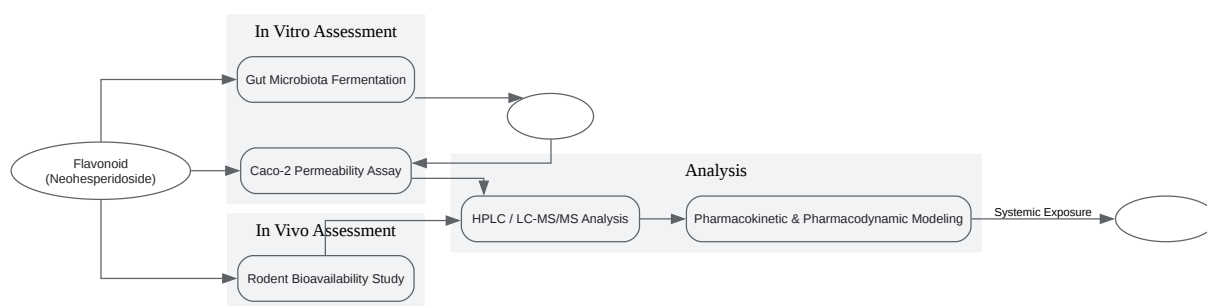 In Vitro Assessment
Gut Microbiota Fermentation
Flavonoid
(Neohesperidoside)
Caco-2 Permeability Assay
Analysis
HPLC / LC-MS/MS Analysis
Pharmacokinetic & Pharmacodynamic Modeling
Systemic Exposure
In Vivo Assessment
Rodent Bioavailability Study